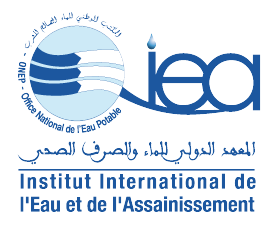 المكتب الوطني للماء الصالح للشرب
ONEP - Office National de l'Eau Potable
iea
المعهد الدولي للماء والصرف الصحي
Institut International de
l'Eau et de l'Assainissement